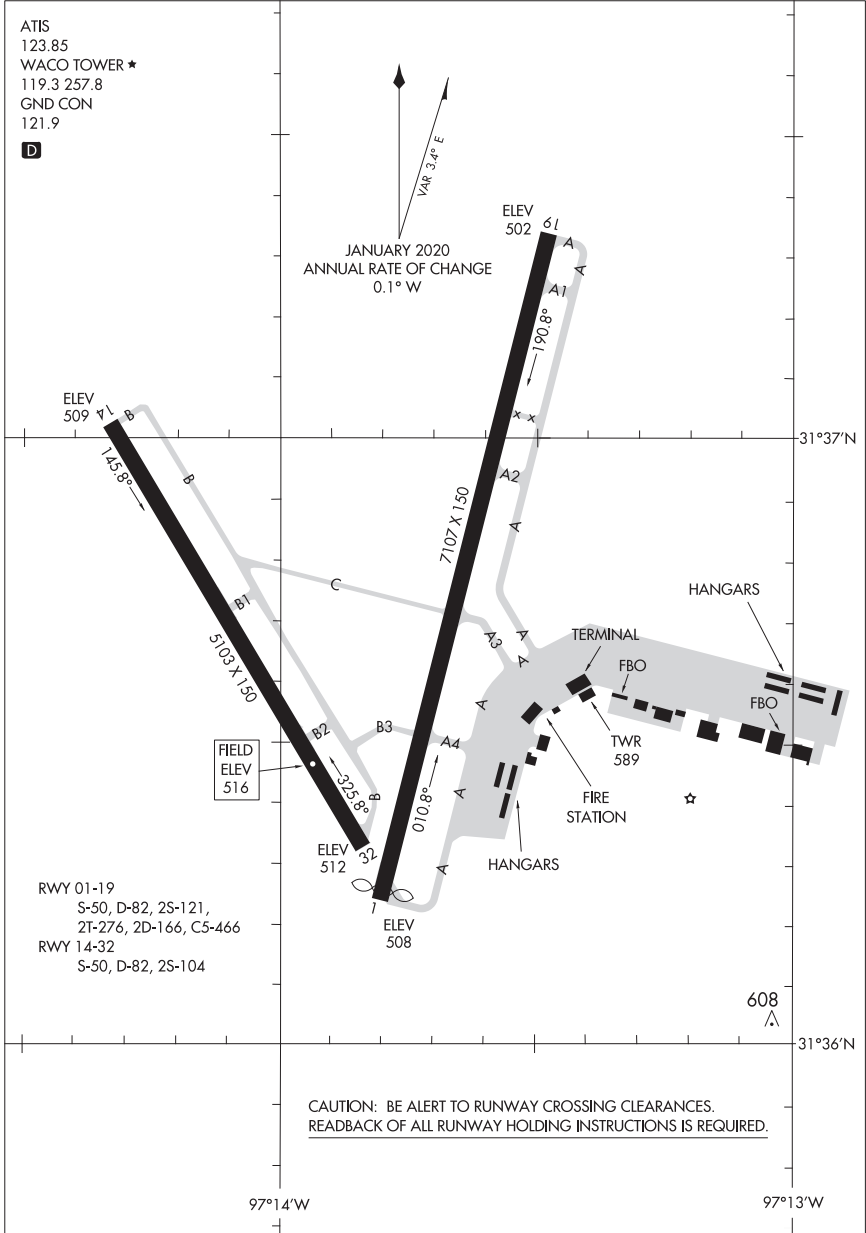 ATIS
123.85
WACO TOWER ★
119.3 257.8
GND CON
121.9
D
VAR 3.4° E
JANUARY 2020
ANNUAL RATE OF CHANGE
0.1° W
ELEV
502
19
A
A
A1
190.8°
ELEV
509
14
B
x x
31°37'N
145.8°
B
A2
7107 X 150
A
C
B1
HANGARS
5103 X 150
A3
A
A
TERMINAL
FBO
FBO
A
B2
B3
A4
TWR
589
FIELD
ELEV
516
325.8°
B
010.8°
A
FIRE
STATION
ELEV
512
32
HANGARS
A
1
ELEV
508
RWY 01-19
S-50, D-82, 2S-121,
2T-276, 2D-166, C5-466
RWY 14-32
S-50, D-82, 2S-104
608
31°36'N
CAUTION: BE ALERT TO RUNWAY CROSSING CLEARANCES.
READBACK OF ALL RUNWAY HOLDING INSTRUCTIONS IS REQUIRED.
97°14'W
97°13'W